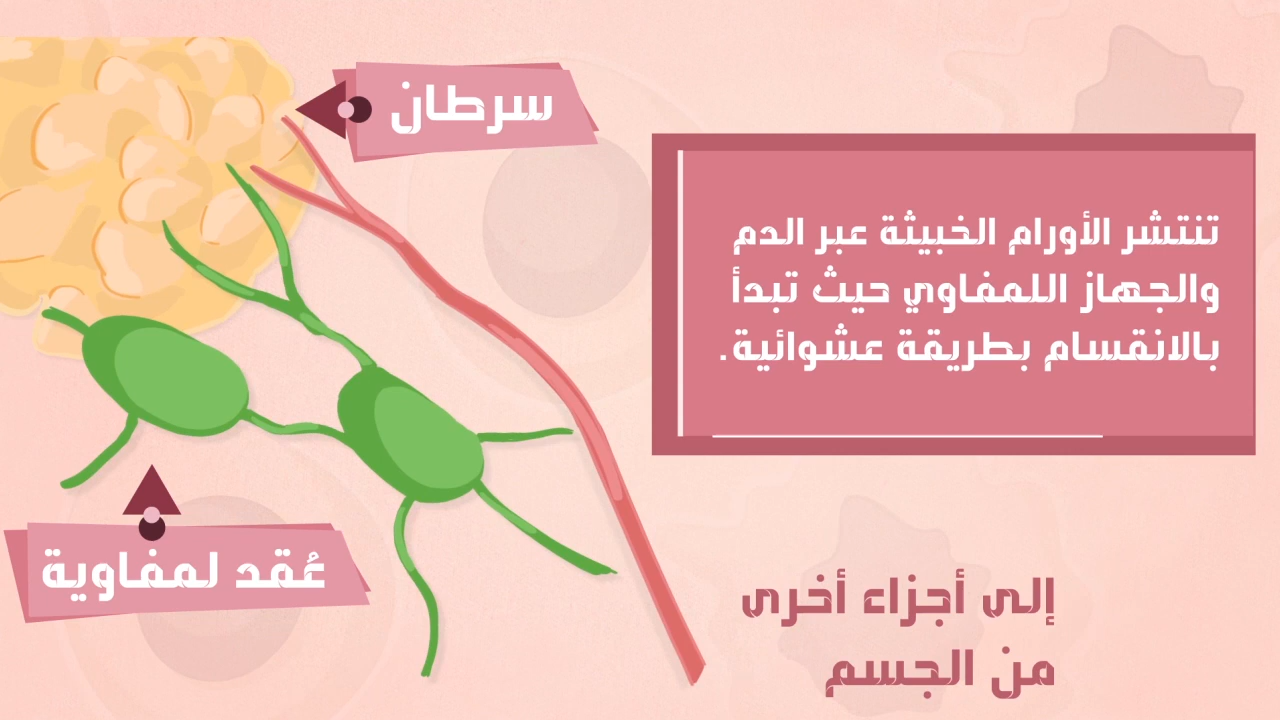 سرطان
تنتشر الأورام الخبيثة عبر الدم
والجهاز اللمفاوي حيث تبدأ
بالانقسام بطريقة عشوائية.
عُقد لمفاوية
إلى أجزاء أخرى
من الجسم